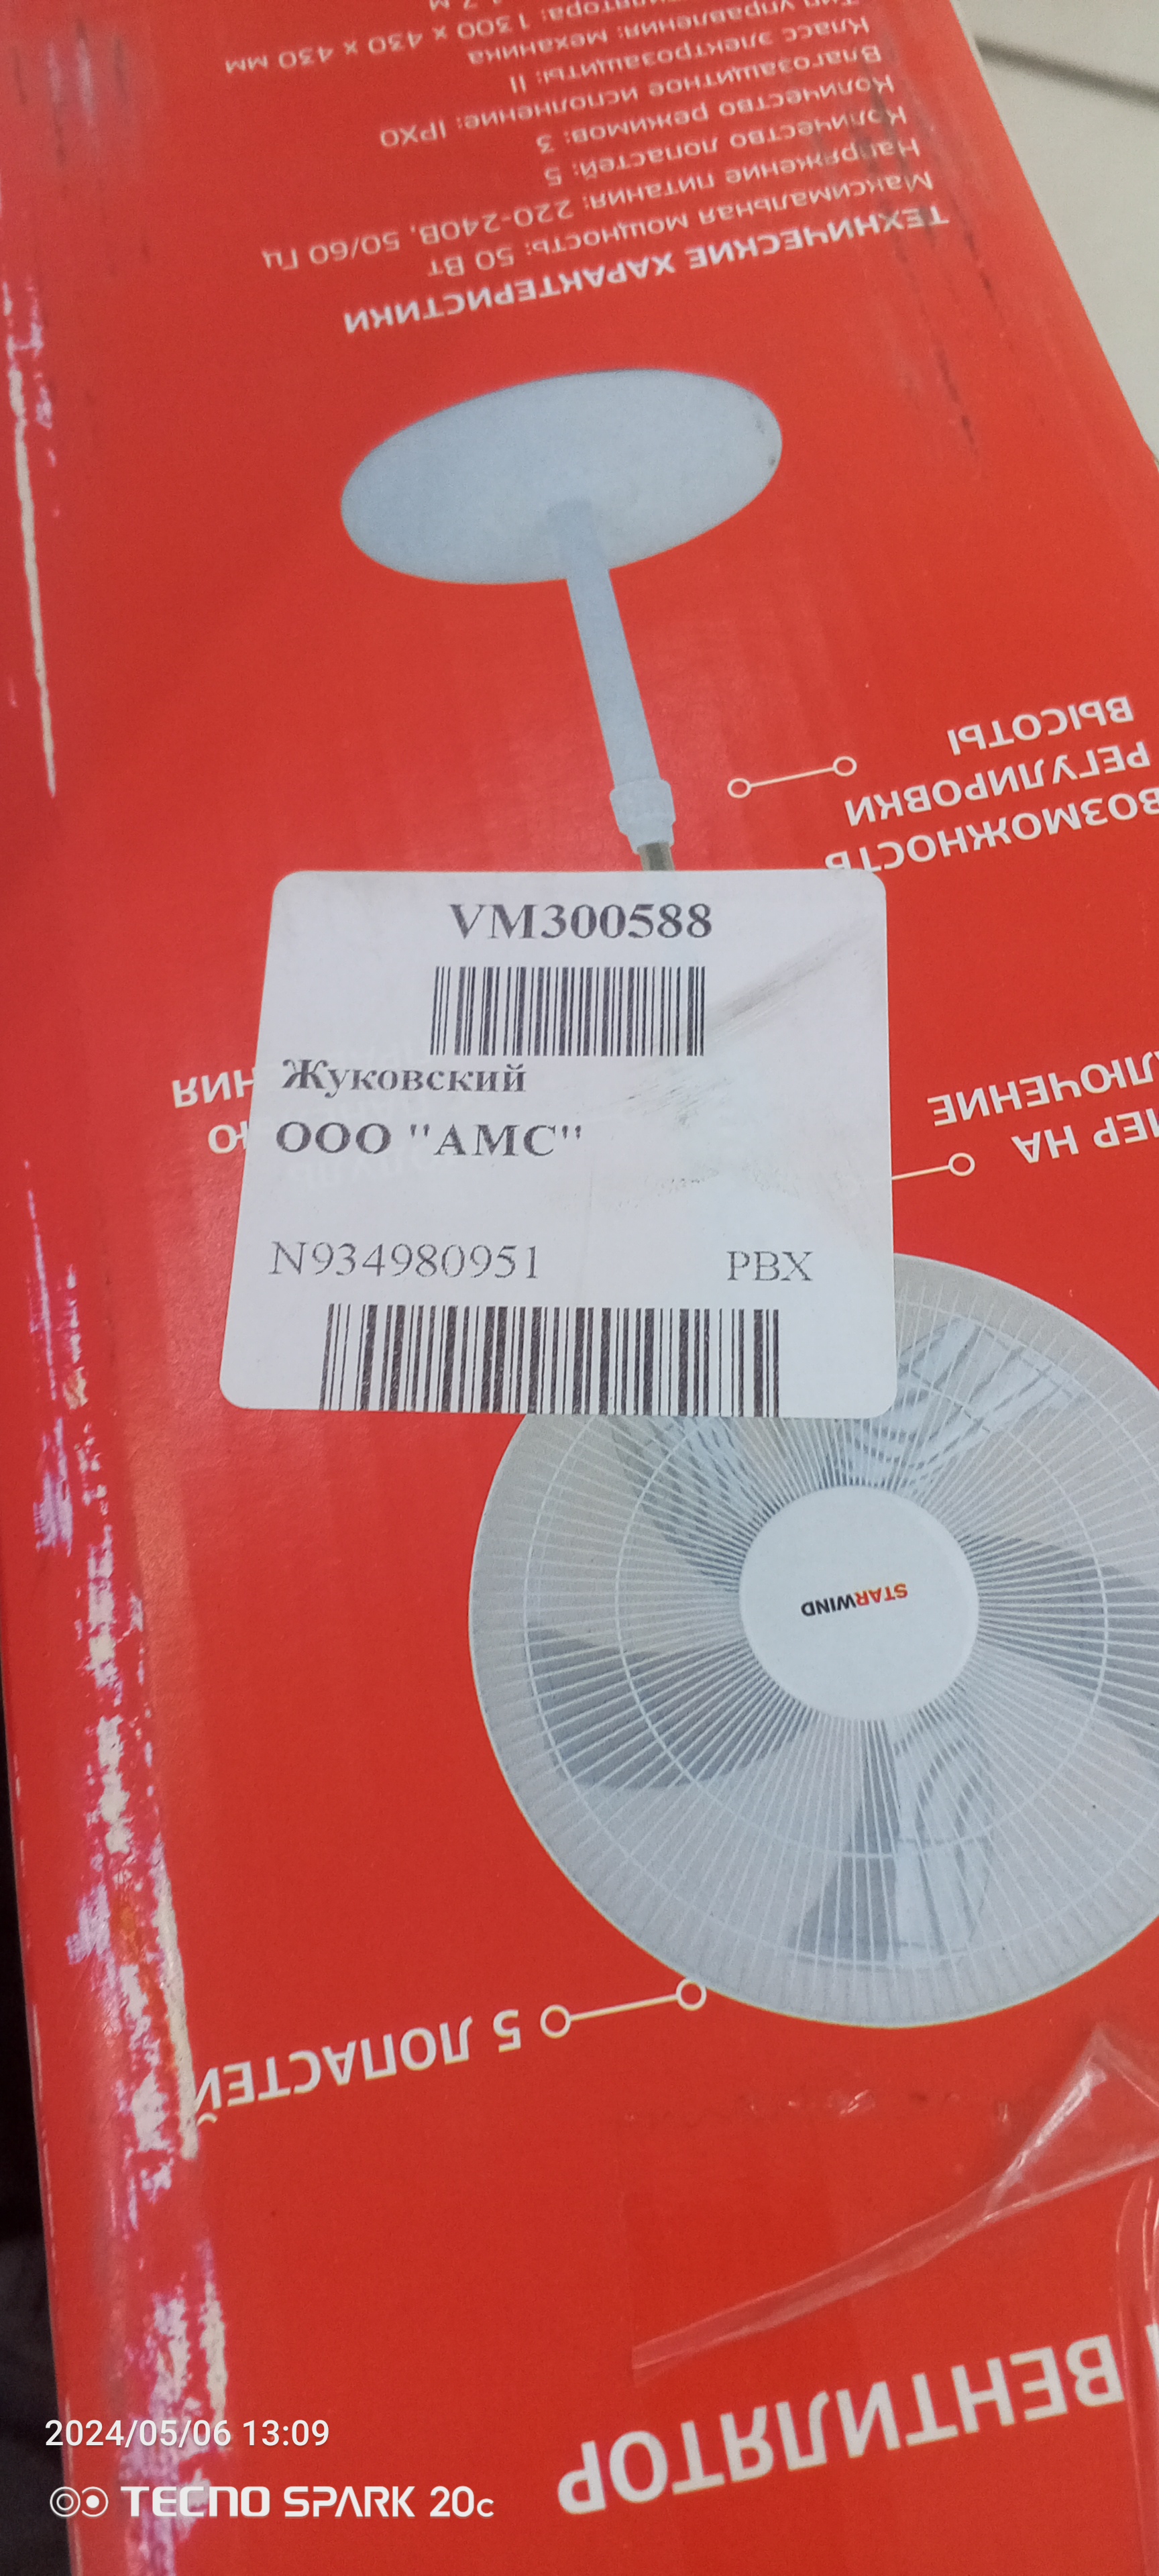 VM300588
Жуковский
ООО "АМС"
N934980951 PBX
ВЕНТИЛЯТОР
5 ЛОПАСТЕЙ
STARWIND
НА
ВОЗМОЖНОСТЬ
РЕГУЛИРОВКИ
ВЫСОТЫ
ТЕХНИЧЕСКИЕ ХАРАКТЕРИСТИКИ
Максимальная мощность: 50 Вт
Напряжение питания: 220-240В, 50/60 Гц
Количество лопастей: 5
Количество режимов: 3
Влагозащитное исполнение: IPX0
Класс электрозащиты: II
Тип управления: механика
1300 x 430 x 430 мм
2024/05/06 13:09
TECNO SPARK 20c